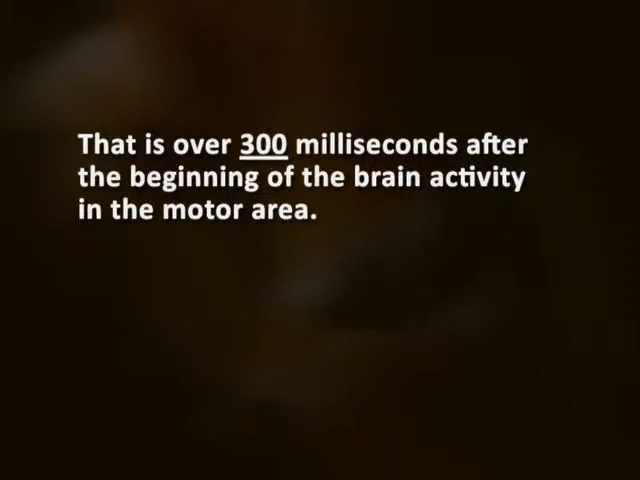 That is over 300 milliseconds after
the beginning of the brain activity
in the motor area.